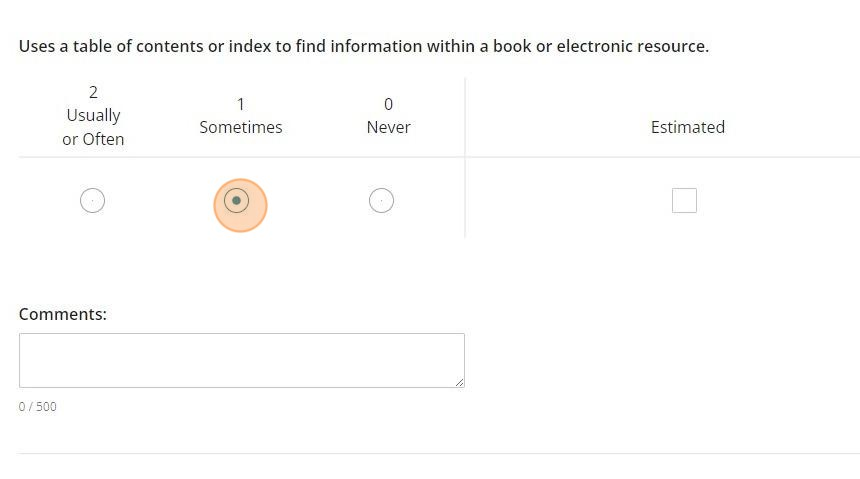 Uses a table of contents or index to find information within a book or electronic resource.
2
Usually
or Often
1
Sometimes
0
Never
Estimated
Comments:
0 / 500